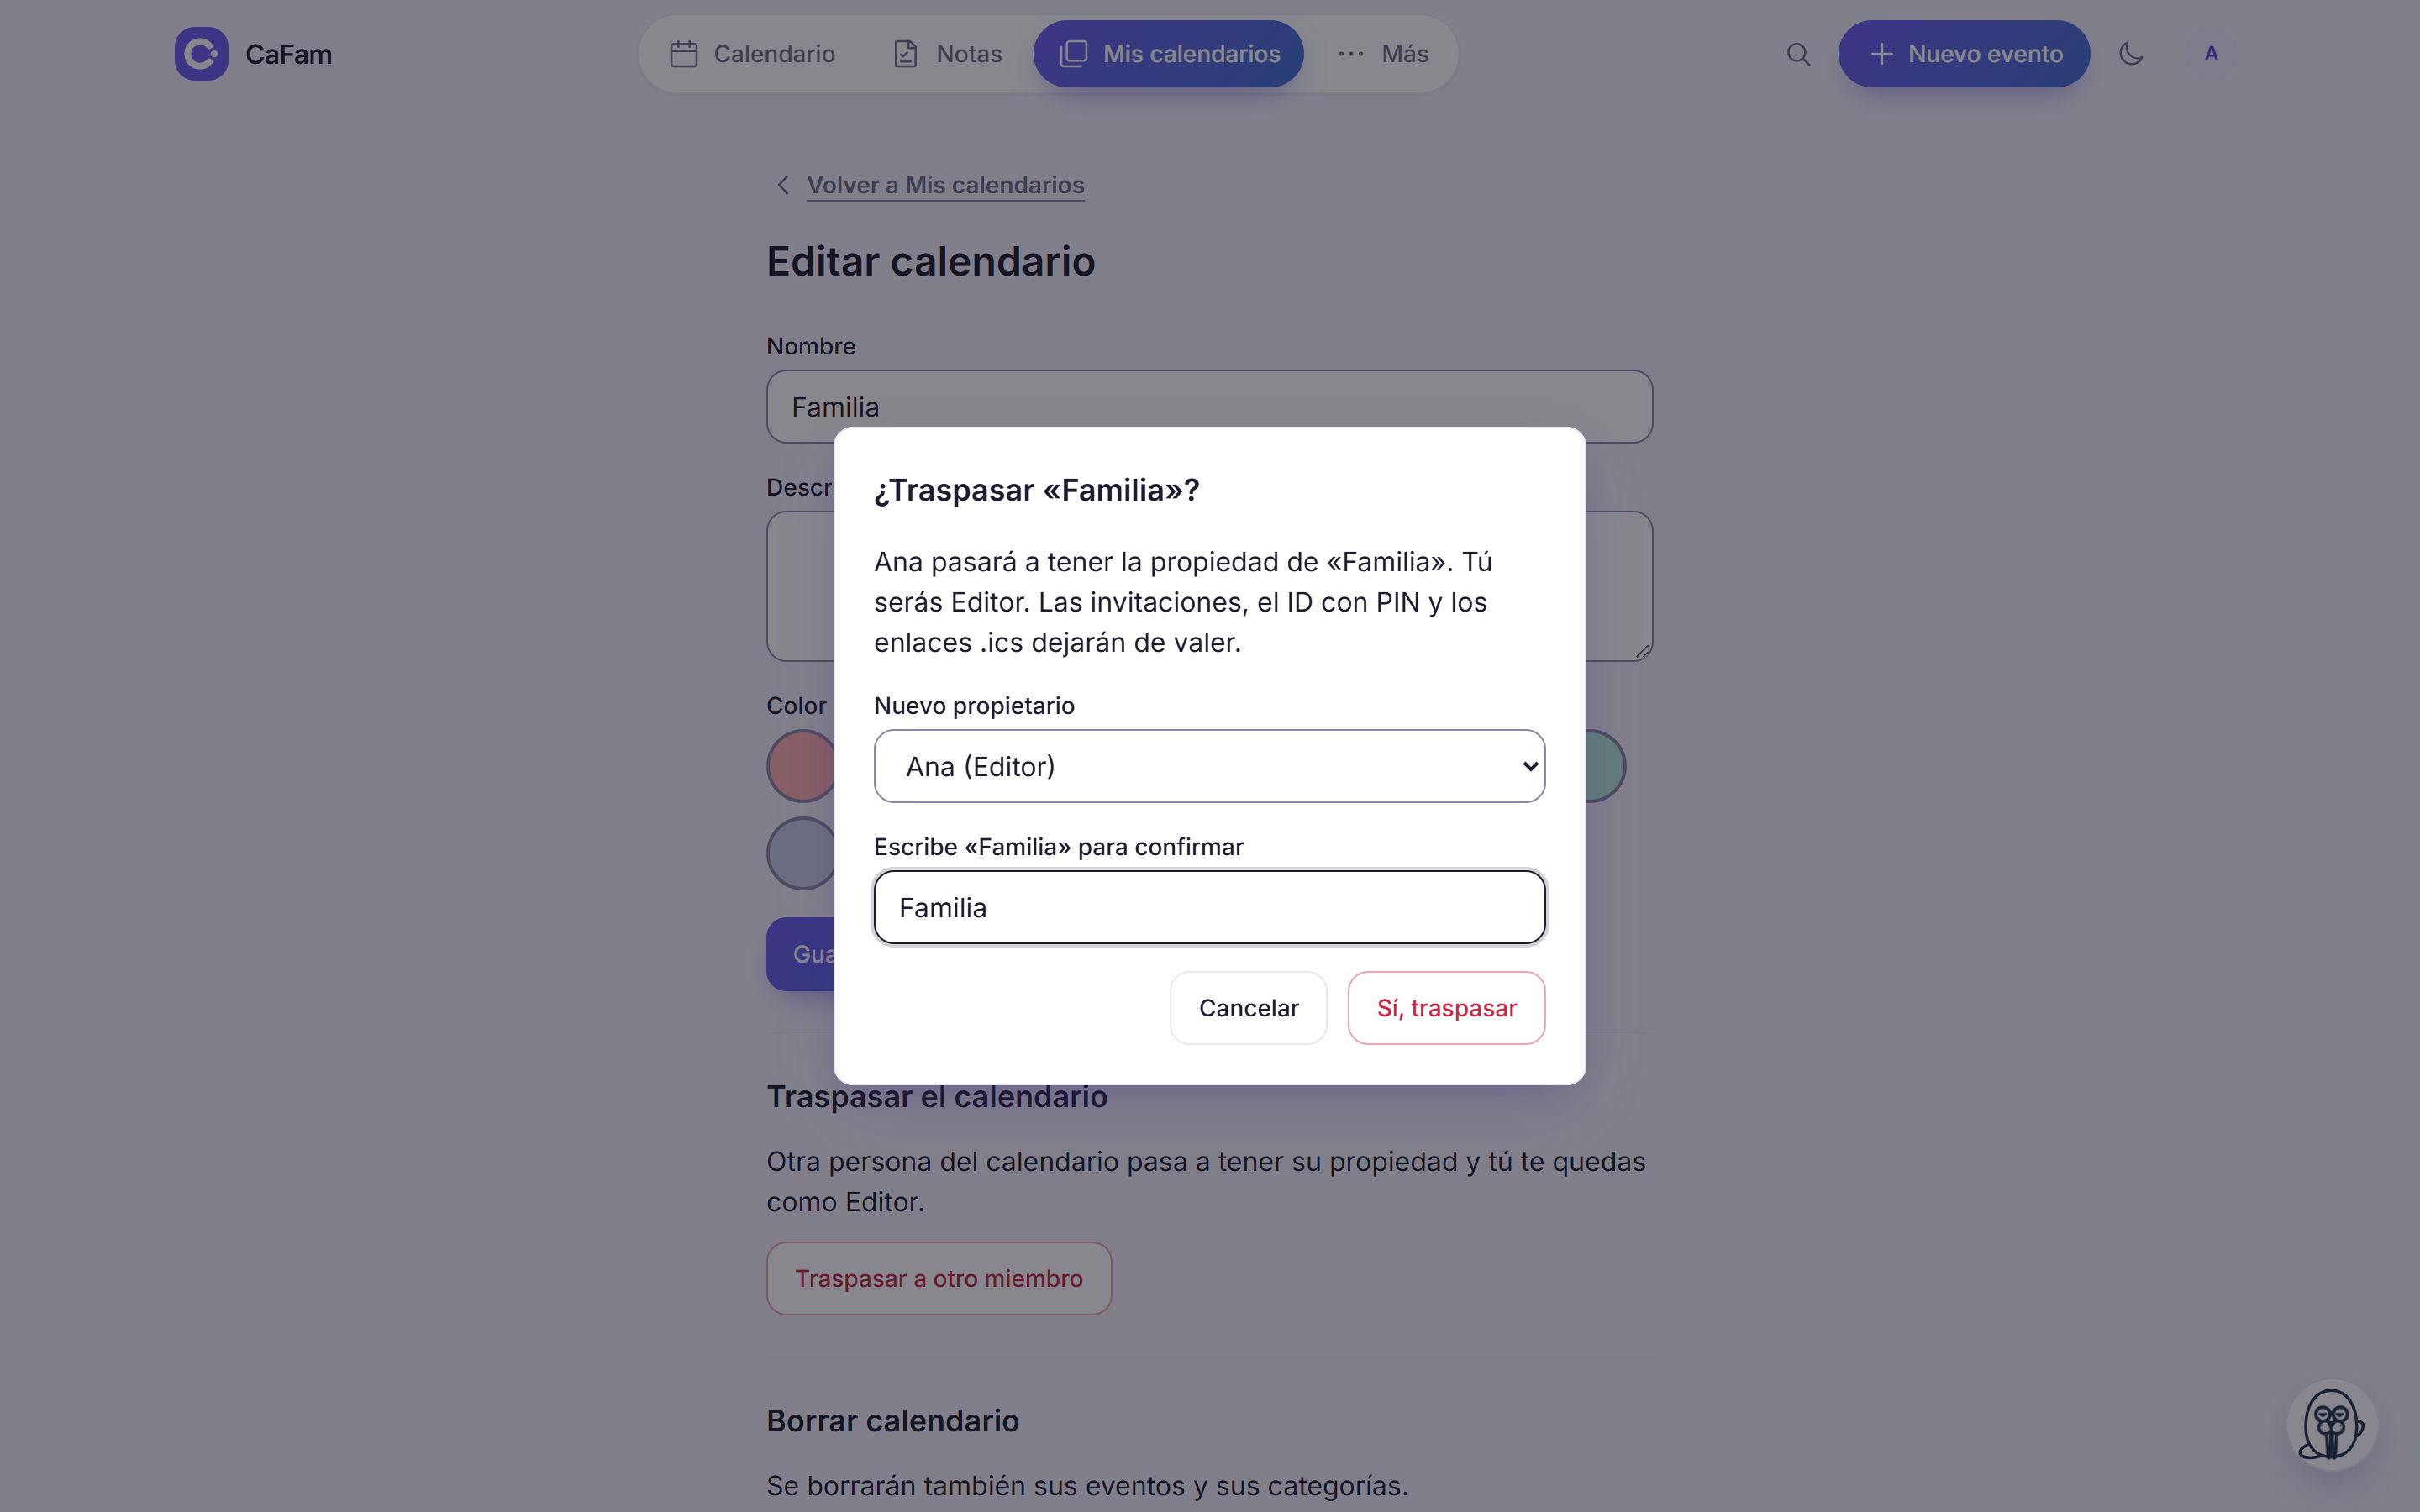 CaFam
Calendario
Notas
Mis calendarios
Más
Nuevo evento
A
Volver a Mis calendarios
Editar calendario
Nombre
Familia
Descr
¿Traspasar «Familia»?
Ana pasará a tener la propiedad de «Familia». Tú
serás Editor. Las invitaciones, el ID con PIN y los
enlaces .ics dejarán de valer.
Color
Nuevo propietario
Ana (Editor)
Escribe «Familia» para confirmar
Familia
Gua
Cancelar
Sí, traspasar
Traspasar el calendario
Otra persona del calendario pasa a tener su propiedad y tú te quedas
como Editor.
Traspasar a otro miembro
Borrar calendario
Se borrarán también sus eventos y sus categorías.